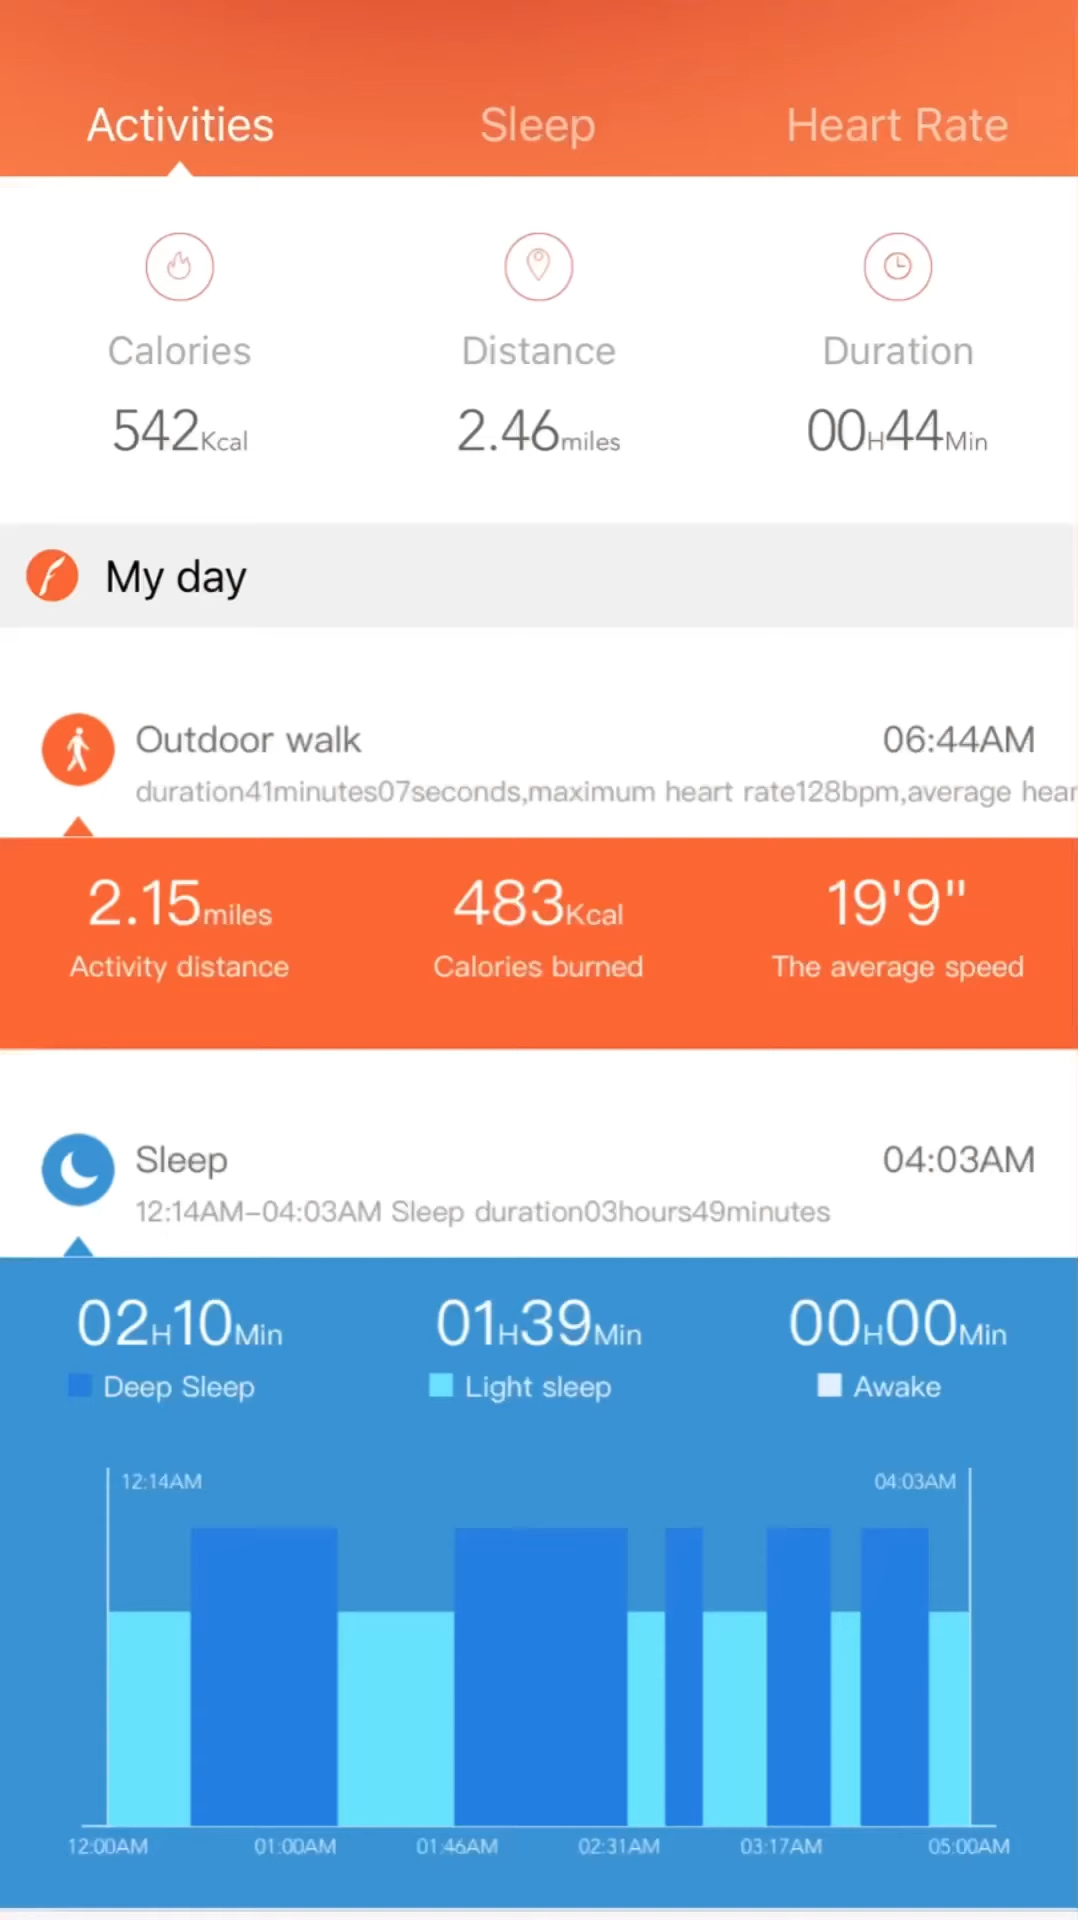 Activities Sleep Heart Rate
Calories Distance Duration
542Kcal 2.46miles 00H44Min
My day
Outdoor walk 06:44AM
duration41minutes07seconds,maximum heart rate128bpm,average hear
2.15miles 483Kcal 19'9"
Activity distance Calories burned The average speed
Sleep 04:03AM
12:14AM-04:03AM Sleep duration03hours49minutes
02H10Min 01H39Min 00H00Min
Deep Sleep Light sleep Awake
12:14AM 04:03AM
12:00AM 01:00AM 01:46AM 02:31AM 03:17AM 05:00AM